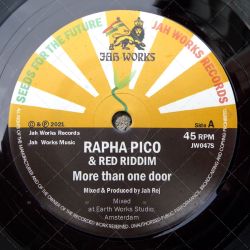 SEEDS FOR THE FUTURE
JAH WORKS RECORDS
JAH WORKS
© & ℗ 2021
Jah Works Records
Jah Works Music
Side A
45 RPM
JW047S
RAPHA PICO
& RED RIDDIM
More than one door
Mixed & Produced by Jah Rej
Mixed
at Earth Works Studio,
Amsterdam